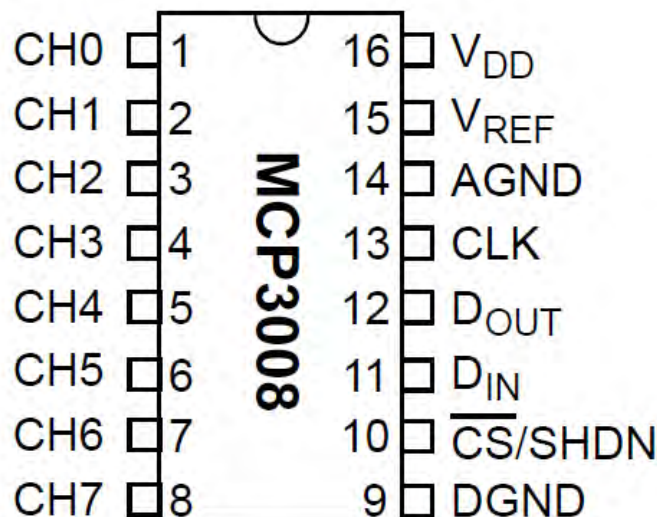 CH0 1 16 VDD
CH1 2 15 VREF
CH2 3 14 AGND
CH3 4 13 CLK
CH4 5 12 DOUT
CH5 6 11 DIN
CH6 7 10 CS/SHDN
CH7 8 9 DGND
MCP3008